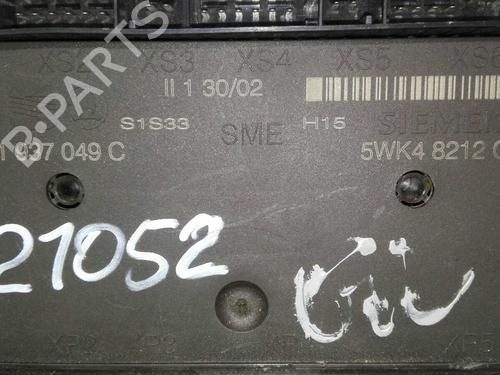 XS2 XS3 XS4 XS5 XS6
B-PARTS
II 1 30/02
S1S33 SME H15 SIEMEN
1 937 049 C 5WK4 8212
21052